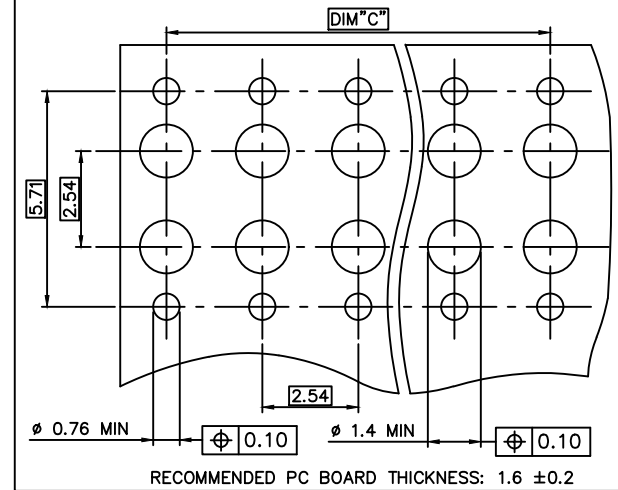 DIM"C"
5.71
2.54
2.54
ø 0.76 MIN
⌖ 0.10
ø 1.4 MIN
⌖ 0.10
RECOMMENDED PC BOARD THICKNESS: 1.6 ±0.2